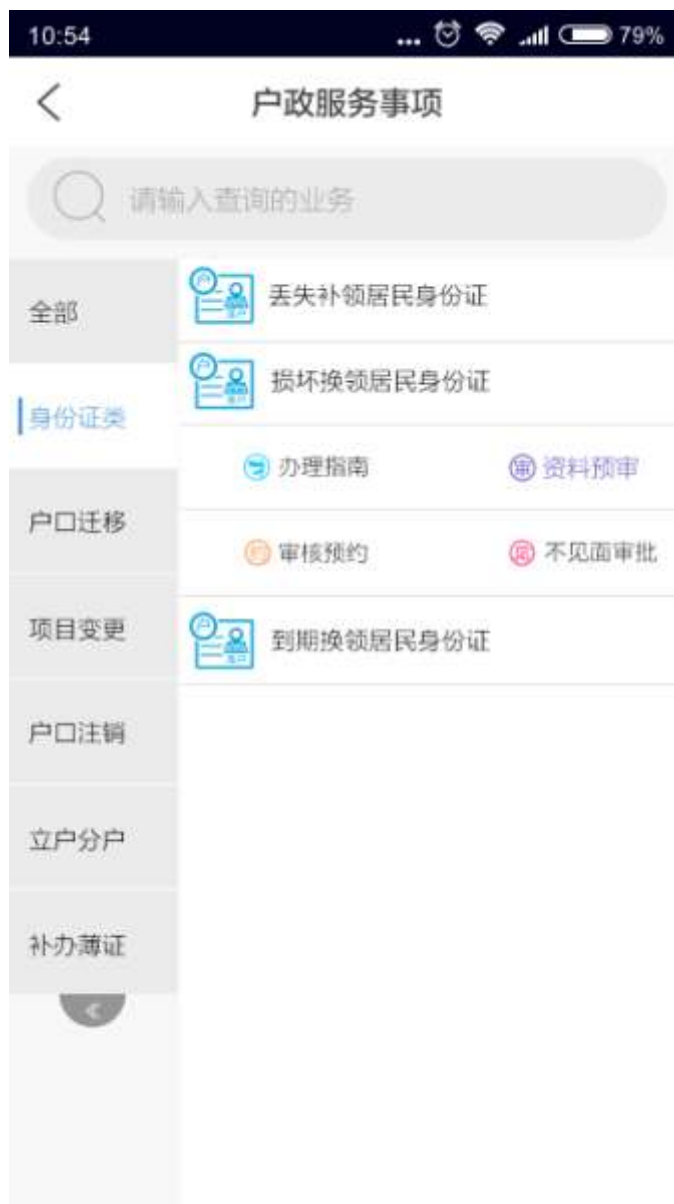 10:54
79%
户政服务事项
请输入查询的业务
全部
丢失补领居民身份证
身份证类
损坏换领居民身份证
办理指南
审 资料预审
户口迁移
约 审核预约
见 不见面审批
项目变更
到期换领居民身份证
户口注销
立户分户
补办薄证